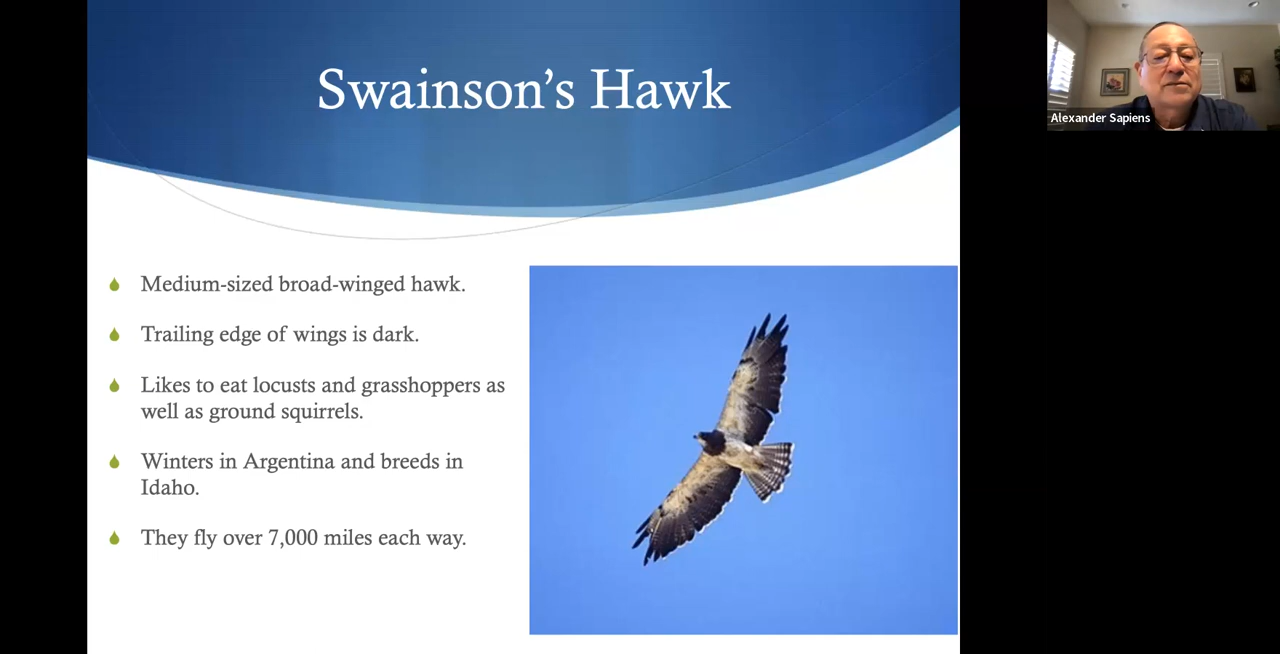 Swainson’s Hawk
Alexander Sapiens
Medium-sized broad-winged hawk.
Trailing edge of wings is dark.
Likes to eat locusts and grasshoppers as
well as ground squirrels.
Winters in Argentina and breeds in
Idaho.
They fly over 7,000 miles each way.